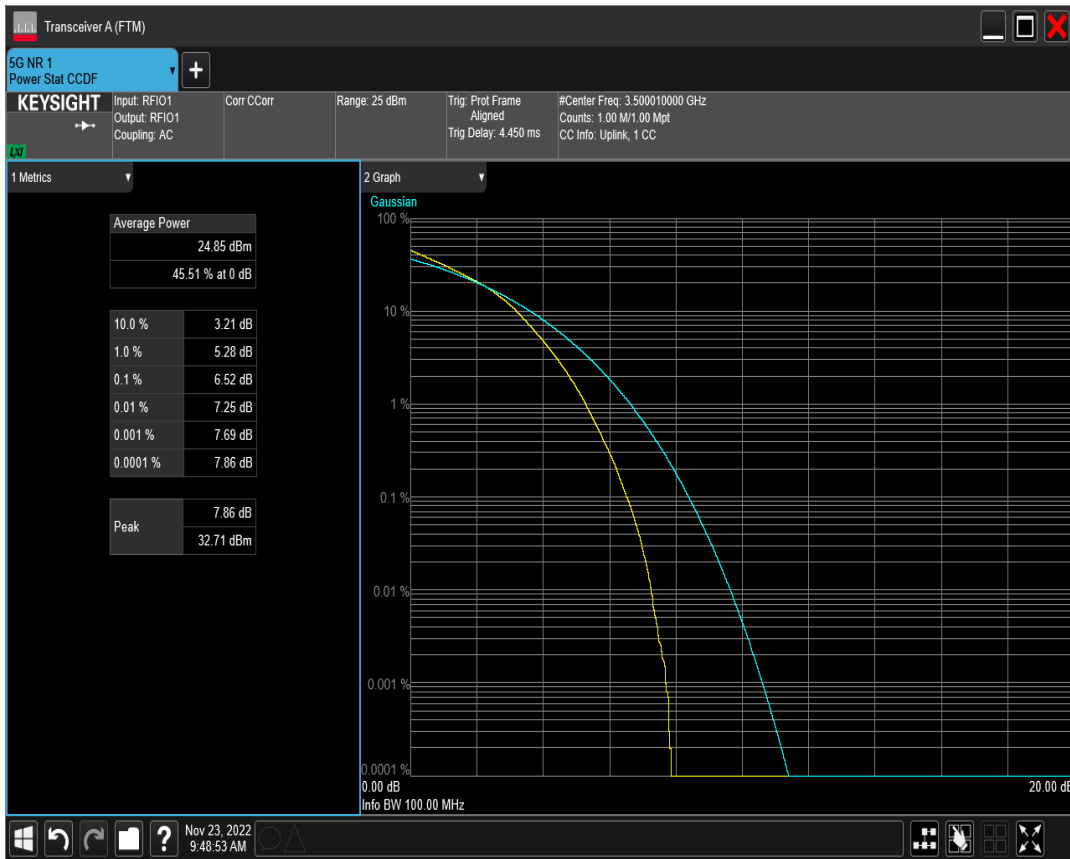 Transceiver A (FTM)
5G NR 1
Power Stat CCDF
+
KEYSIGHT
LXI
Input: RFIO1
Output: RFIO1
Coupling: AC
Corr CCorr
Range: 25 dBm
Trig: Prot Frame
Aligned
Trig Delay: 4.450 ms
#Center Freq: 3.500010000 GHz
Counts: 1.00 M/1.00 Mpt
CC Info: Uplink, 1 CC
1 Metrics
Average Power
24.85 dBm
45.51 % at 0 dB
10.0 % 3.21 dB
1.0 % 5.28 dB
0.1 % 6.52 dB
0.01 % 7.25 dB
0.001 % 7.69 dB
0.0001 % 7.86 dB
Peak 7.86 dB
32.71 dBm
2 Graph
Gaussian
100 %
10 %
1 %
0.1 %
0.01 %
0.001 %
0.0001 %
0.00 dB 20.00 dB
Info BW 100.00 MHz
?
Nov 23, 2022
9:48:53 AM